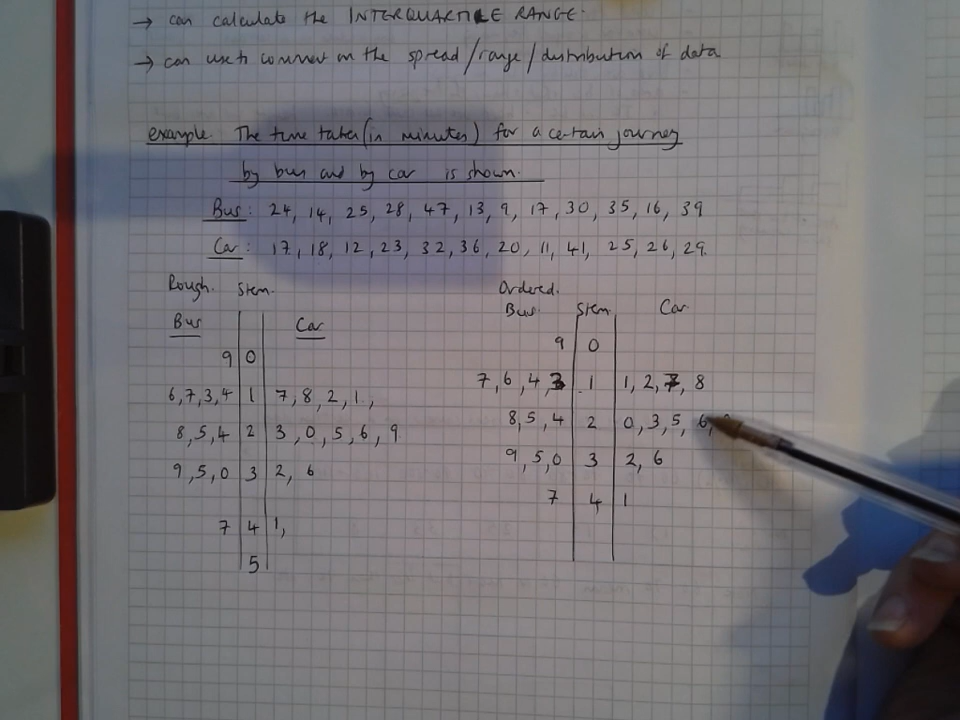 → can calculate the INTERQUARTILE RANGE.
→ can use to comment on the spread/range/distribution of data
example. The time taken (in minutes) for a certain journey
by bus and by car is shown.
Bus: 24, 14, 25, 28, 47, 13, 9, 17, 30, 35, 16, 39
Car: 17, 18, 12, 23, 32, 36, 20, 11, 41, 25, 26, 29.
Rough. Stem.
Bus Car
9 0
6,7,3,4 1 7,8,2,1,
8,5,4 2 3,0,5,6,9
9,5,0 3 2,6
7 4 1,
5
Ordered.
Bus Stem Car
9 0
7,6,4,3 1 1,2,7,8
8,5,4 2 0,3,5,6,
9,5,0 3 2,6
7 4 1